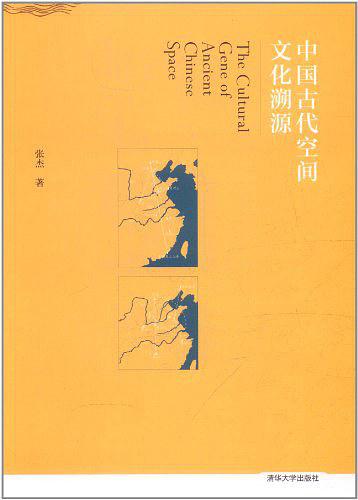 中国古代空间
文化溯源
The Cultural
Gene of
Ancient
Chinese
Space
张杰 著
清华大学出版社